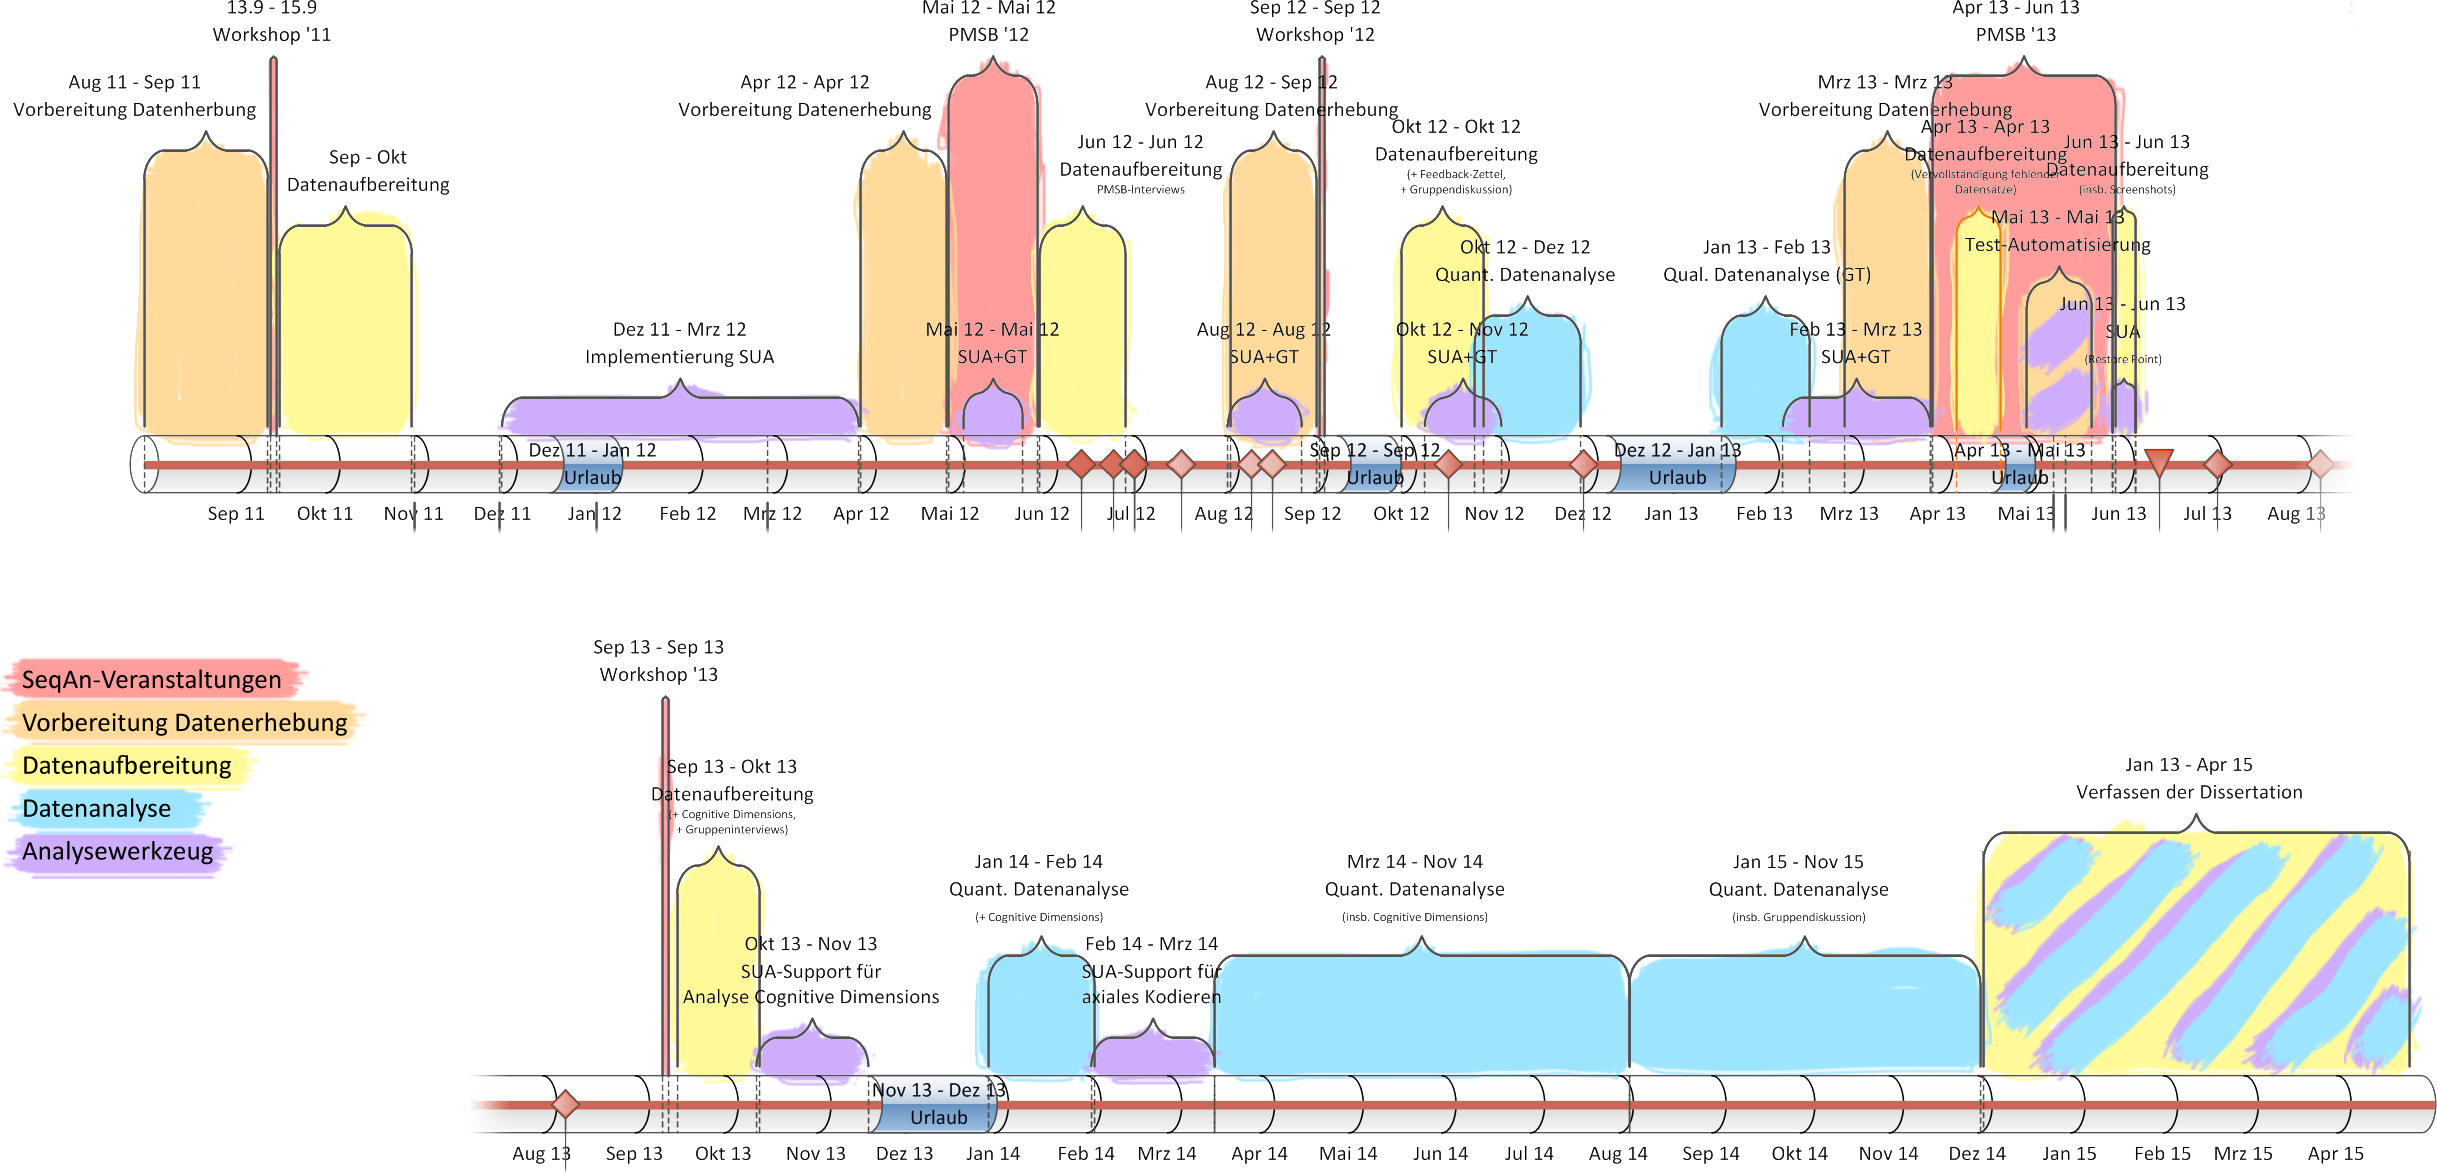 13.9 - 15.9
Workshop '11
Aug 11 - Sep 11
Vorbereitung Datenherbung
Sep - Okt
Datenaufbereitung
Dez 11 - Mrz 12
Implementierung SUA
Apr 12 - Apr 12
Vorbereitung Datenerhebung
Mai 12 - Mai 12
PMSB '12
Mai 12 - Mai 12
SUA+GT
Jun 12 - Jun 12
Datenaufbereitung
PMSB-Interviews
Sep 12 - Sep 12
Workshop '12
Aug 12 - Sep 12
Vorbereitung Datenerhebung
Aug 12 - Aug 12
SUA+GT
Okt 12 - Okt 12
Datenaufbereitung
(+ Feedback-Zettel,
+ Gruppendiskussion)
Okt 12 - Dez 12
Quant. Datenanalyse
Okt 12 - Nov 12
SUA+GT
Jan 13 - Feb 13
Qual. Datenanalyse (GT)
Feb 13 - Mrz 13
SUA+GT
Apr 13 - Jun 13
PMSB '13
Mrz 13 - Mrz 13
Vorbereitung Datenerhebung
Apr 13 - Apr 13
Datenaufbereitung
(Vervollständigung fehlender
Datensätze)
Jun 13 - Jun 13
Datenaufbereitung
(insb. Screenshots)
Mai 13 - Mai 13
Test-Automatisierung
Jun 13 - Jun 13
SUA
(Restore Point)
Dez 11 - Jan 12
Urlaub
Sep 12 - Sep 12
Urlaub
Dez 12 - Jan 13
Urlaub
Apr 13 - Mai 13
Urlaub
Sep 11 Okt 11 Nov 11 Dez 11 Jan 12 Feb 12 Mrz 12 Apr 12 Mai 12 Jun 12 Jul 12 Aug 12 Sep 12 Okt 12 Nov 12 Dez 12 Jan 13 Feb 13 Mrz 13 Apr 13 Mai 13 Jun 13 Jul 13 Aug 13
SeqAn-Veranstaltungen
Vorbereitung Datenerhebung
Datenaufbereitung
Datenanalyse
Analysewerkzeug
Sep 13 - Sep 13
Workshop '13
Sep 13 - Okt 13
Datenaufbereitung
(+ Cognitive Dimensions,
+ Gruppeninterviews)
Okt 13 - Nov 13
SUA-Support für
Analyse Cognitive Dimensions
Jan 14 - Feb 14
Quant. Datenanalyse
(+ Cognitive Dimensions)
Feb 14 - Mrz 14
SUA-Support für
axiales Kodieren
Mrz 14 - Nov 14
Quant. Datenanalyse
(insb. Cognitive Dimensions)
Jan 15 - Nov 15
Quant. Datenanalyse
(insb. Gruppendiskussion)
Jan 13 - Apr 15
Verfassen der Dissertation
Nov 13 - Dez 13
Urlaub
Aug 13 Sep 13 Okt 13 Nov 13 Dez 13 Jan 14 Feb 14 Mrz 14 Apr 14 Mai 14 Jun 14 Jul 14 Aug 14 Sep 14 Okt 14 Nov 14 Dez 14 Jan 15 Feb 15 Mrz 15 Apr 15